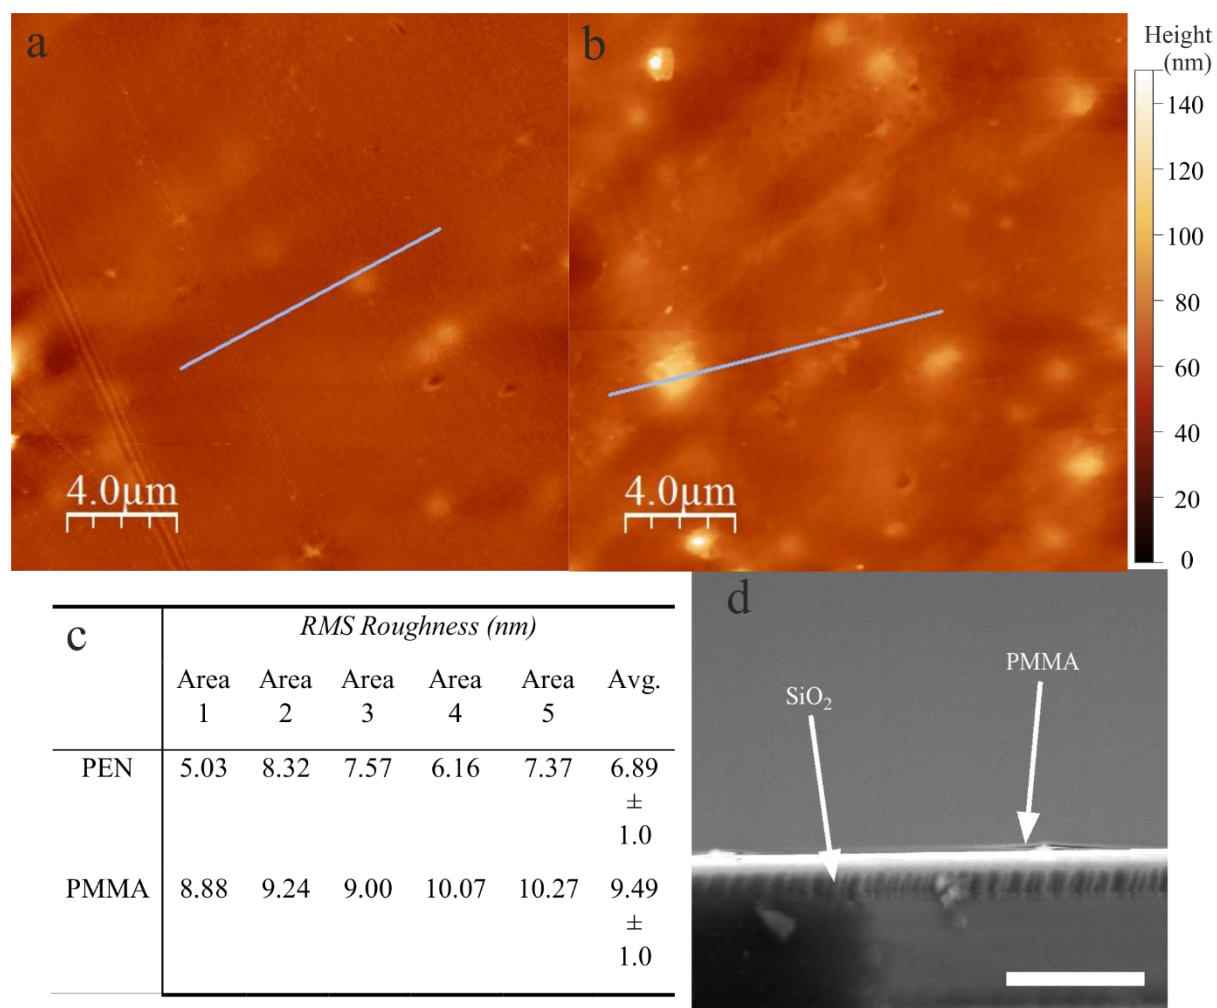 a
b
Height
(nm)
140
120
100
80
60
40
20
0
4.0μm
4.0μm
c
RMS Roughness (nm)
Area 1 Area 2 Area 3 Area 4 Area 5 Avg.
PEN 5.03 8.32 7.57 6.16 7.37 6.89 ± 1.0
PMMA 8.88 9.24 9.00 10.07 10.27 9.49 ± 1.0
d
PMMA
SiO₂